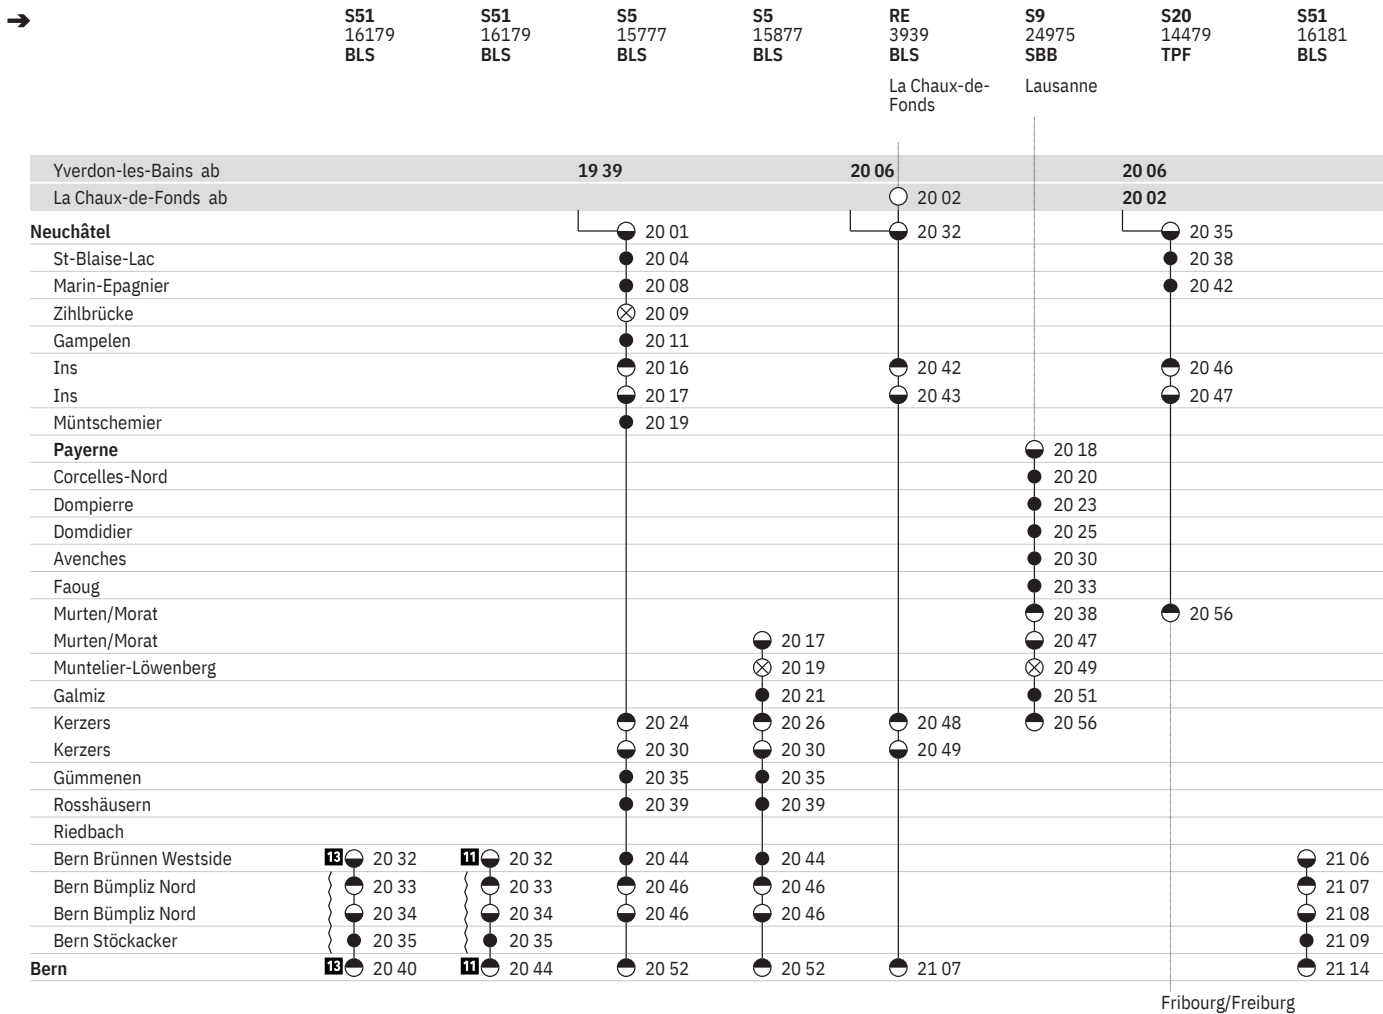 ➔ S51 S51 S5 S5 RE S9 S20 S51
16179 16179 15777 15877 3939 24975 14479 16181
BLS BLS BLS BLS BLS SBB TPF BLS
La Chaux-de- Lausanne
Fonds
Yverdon-les-Bains ab 19 39 20 06 20 06
La Chaux-de-Fonds ab 20 02 20 02
Neuchâtel 20 01 20 32 20 35
St-Blaise-Lac 20 04 20 38
Marin-Epagnier 20 08 20 42
Zihlbrücke 20 09
Gampelen 20 11
Ins 20 16 20 42 20 46
Ins 20 17 20 43 20 47
Müntschemier 20 19
Payerne 20 18
Corcelles-Nord 20 20
Dompierre 20 23
Domdidier 20 25
Avenches 20 30
Faoug 20 33
Murten/Morat 20 38 20 56
Murten/Morat 20 17 20 47
Muntelier-Löwenberg 20 19 20 49
Galmiz 20 21 20 51
Kerzers 20 24 20 26 20 48 20 56
Kerzers 20 30 20 30 20 49
Gümmenen 20 35 20 35
Rosshäusern 20 39 20 39
Riedbach
Bern Brünnen Westside 13 20 32 11 20 32 20 44 20 44 21 06
Bern Bümpliz Nord 20 33 20 33 20 46 20 46 21 07
Bern Bümpliz Nord 20 34 20 34 20 46 20 46 21 08
Bern Stöckacker 20 35 20 35 21 09
Bern 13 20 40 11 20 44 20 52 20 52 21 07 21 14
Fribourg/Freiburg